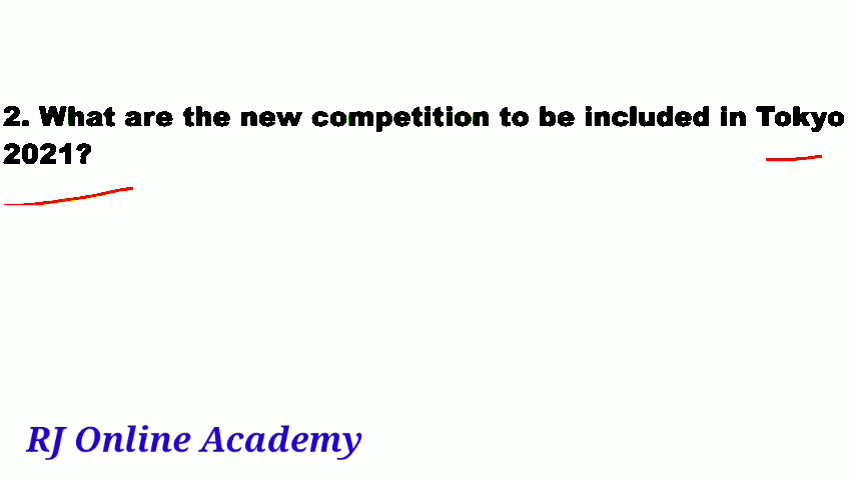 2. What are the new competition to be included in Tokyo
2021?
RJ Online Academy